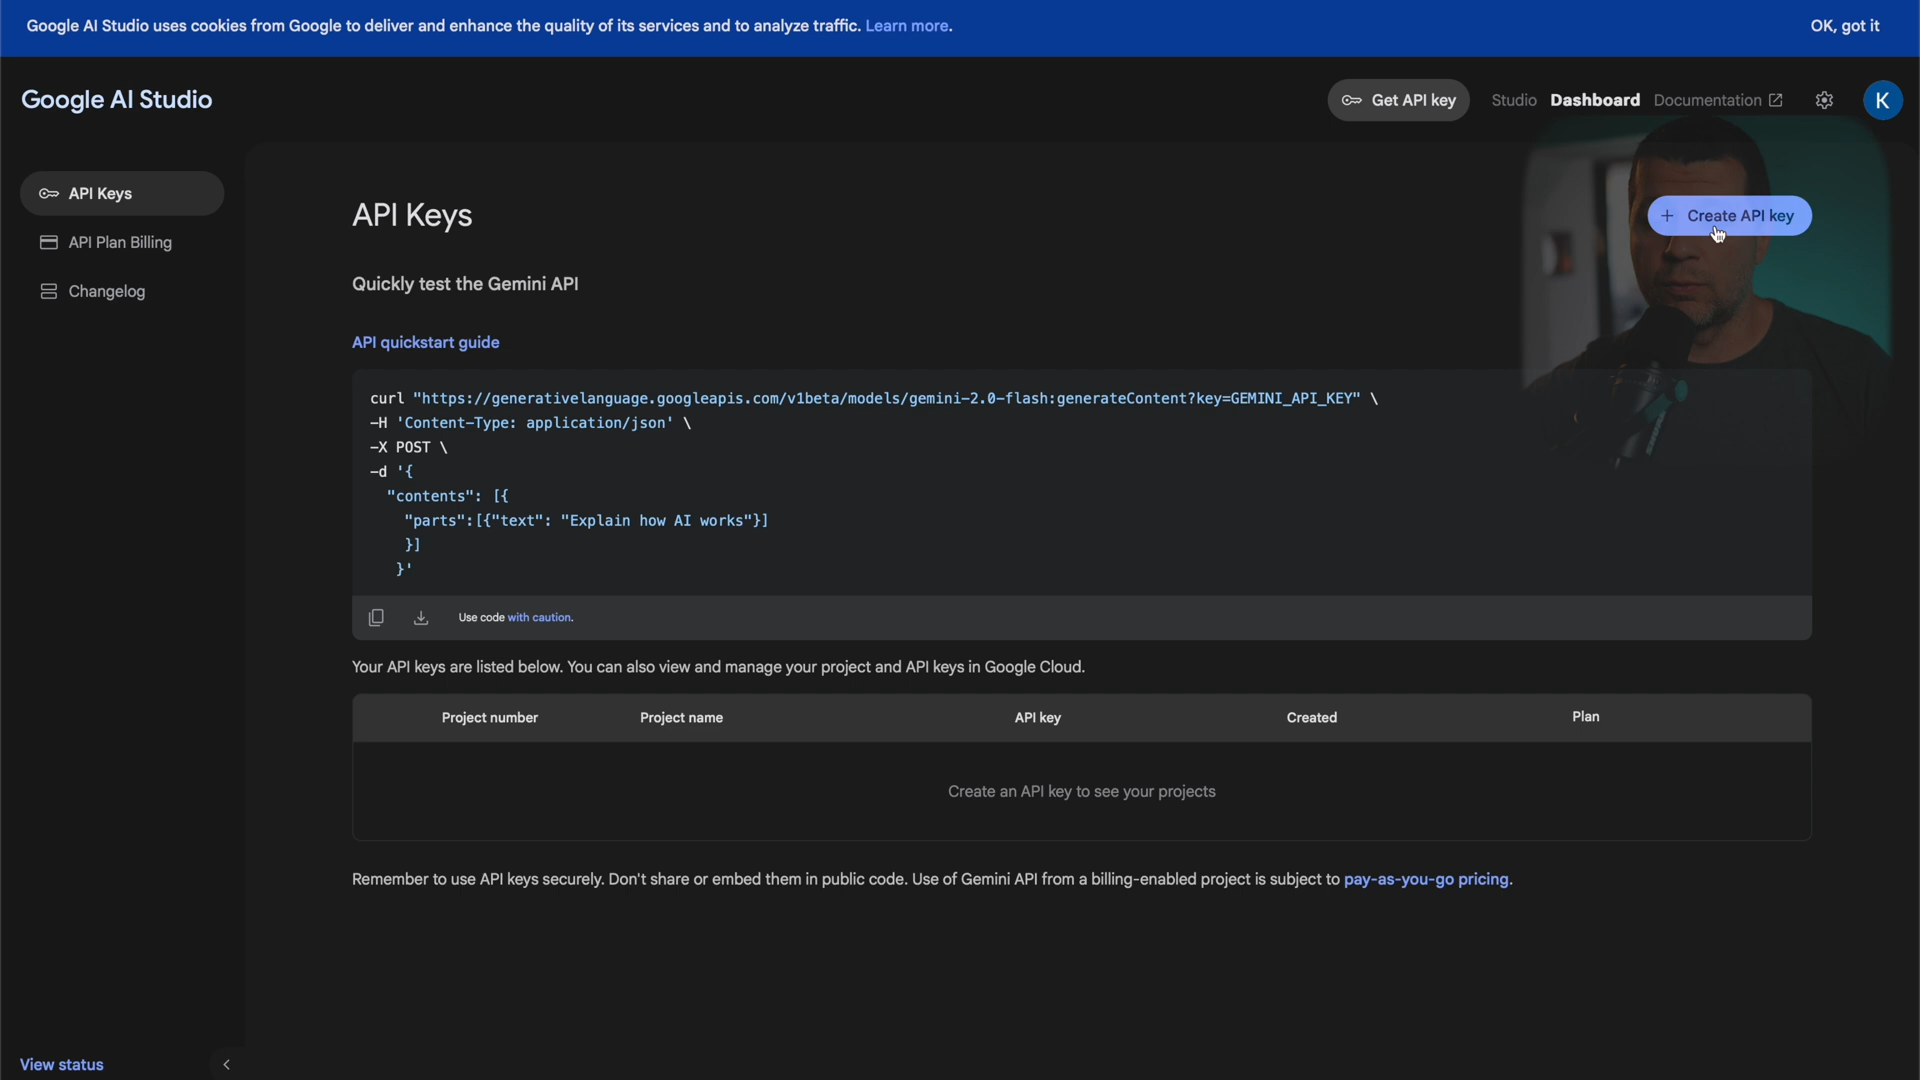 Google AI Studio uses cookies from Google to deliver and enhance the quality of its services and to analyze traffic. Learn more.
OK, got it
Google AI Studio
Get API key
Studio
Dashboard
Documentation
K
API Keys
API Plan Billing
Changelog
API Keys
+ Create API key
Quickly test the Gemini API
API quickstart guide
curl "https://generativelanguage.googleapis.com/v1beta/models/gemini-2.0-flash:generateContent?key=GEMINI_API_KEY" \
-H 'Content-Type: application/json' \
-X POST \
-d '{
"contents": [{
"parts":[{"text": "Explain how AI works"}]
}]
}'
Use code with caution.
Your API keys are listed below. You can also view and manage your project and API keys in Google Cloud.
Project number
Project name
API key
Created
Plan
Create an API key to see your projects
Remember to use API keys securely. Don't share or embed them in public code. Use of Gemini API from a billing-enabled project is subject to pay-as-you-go pricing.
View status